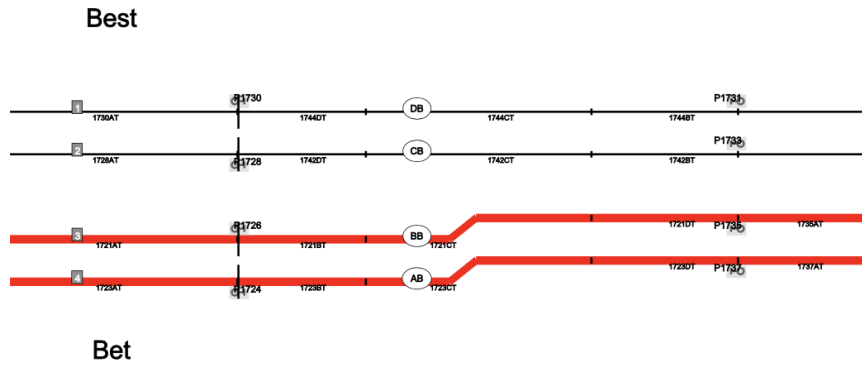 Best
1 P1730 DB P1731
1730AT 1744DT 1744CT 1744BT
2 CB P1733
1728AT P1728 1742DT 1742CT 1742BT
3 P1726 BB 1721DT P1735 1735AT
1721AT 1721BT 1721CT
4 AB 1723DT P1737 1737AT
1723AT P1724 1723BT 1723CT
Bet